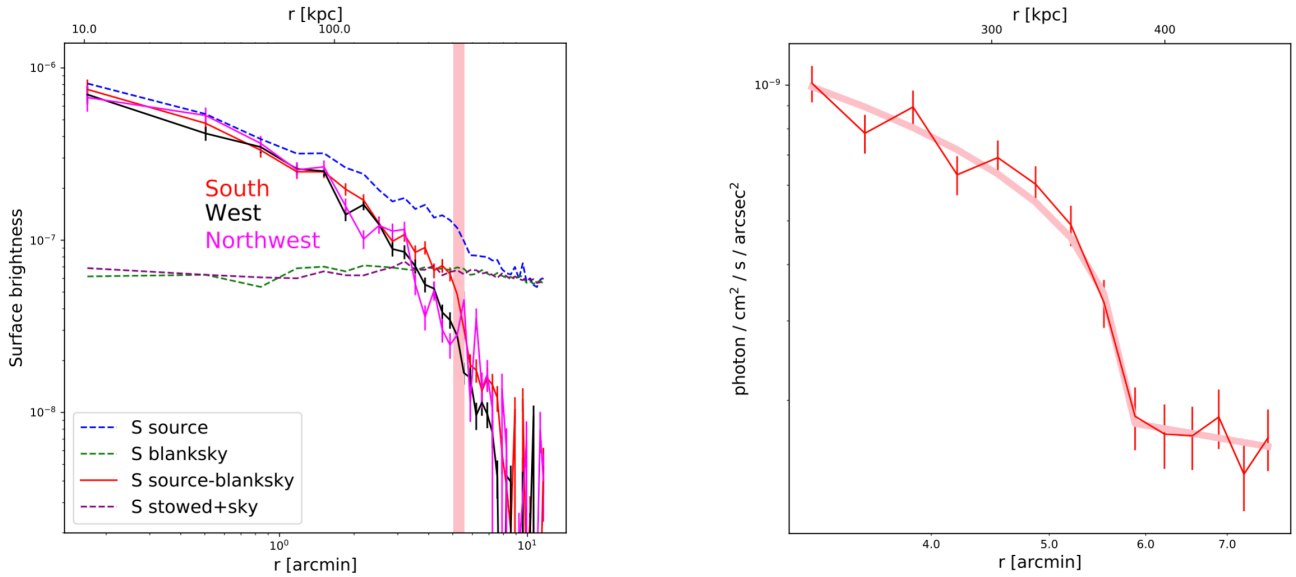 r [kpc]
10.0 100.0
10⁻⁶
10⁻⁷
10⁻⁸
Surface brightness
South
West
Northwest
S source
S blanksky
S source-blanksky
S stowed+sky
10⁰ 10¹
r [arcmin]
r [kpc]
300 400
10⁻⁹
photon / cm² / s / arcsec²
4.0 5.0 6.0 7.0
r [arcmin]